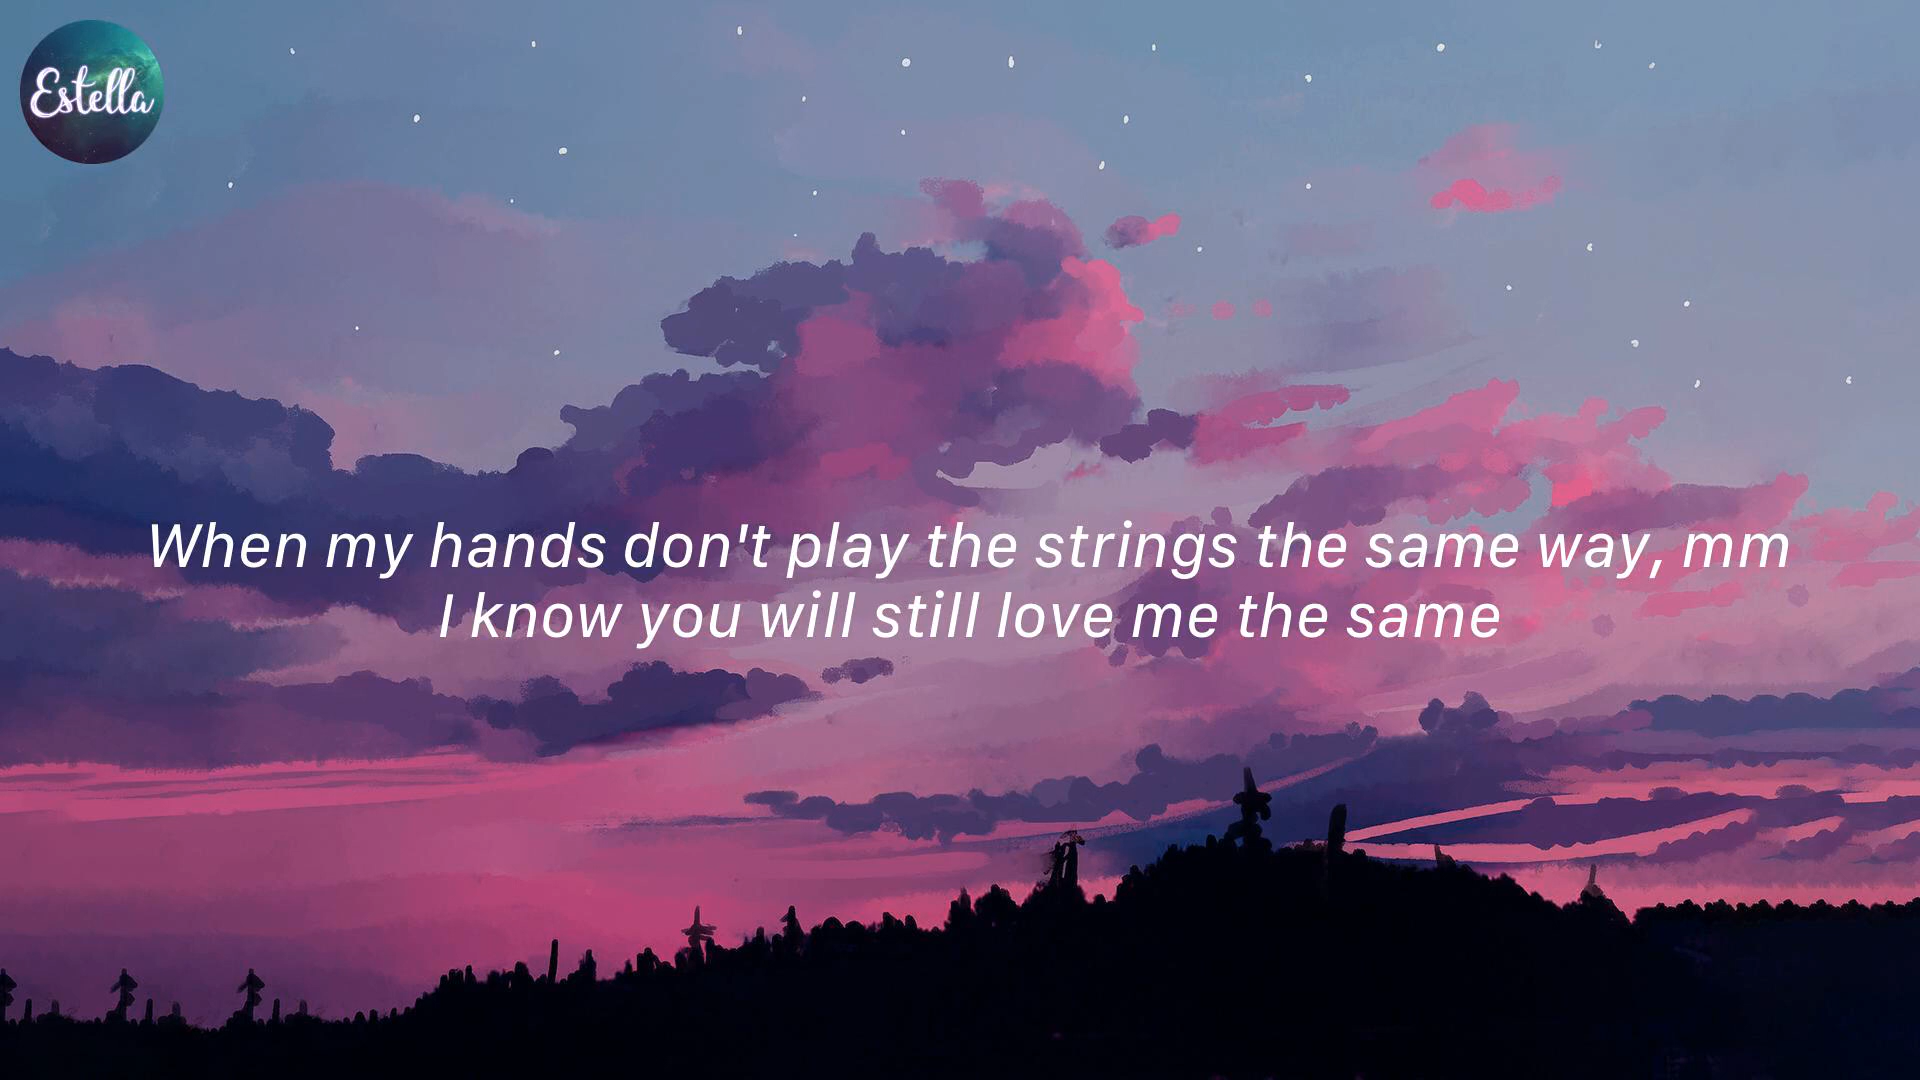 Estella
When my hands don't play the strings the same way, mm
I know you will still love me the same